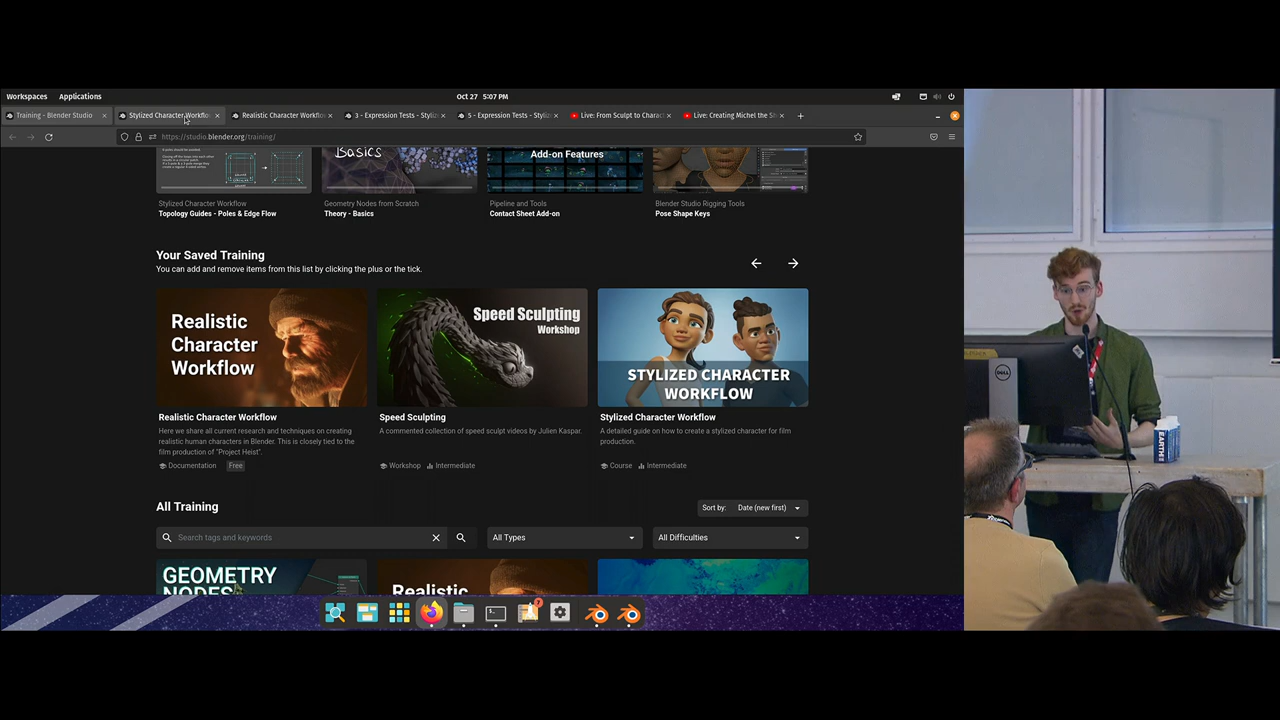 Workspaces Applications Oct 27 5:07 PM
Training - Blender Studio Stylized Character Workflo Realistic Character Workflo 3 - Expression Tests - Styliz 5 - Expression Tests - Styliz Live: From Sculpt to Charac Live: Creating Michel the S
https://studio.blender.org/training/
Basics
Add-on Features
Stylized Character Workflow
Topology Guides - Poles & Edge Flow
Geometry Nodes from Scratch
Theory - Basics
Pipeline and Tools
Contact Sheet Add-on
Blender Studio Rigging Tools
Pose Shape Keys
Your Saved Training
You can add and remove items from this list by clicking the plus or the tick.
Realistic
Character
Workflow
Speed Sculpting
Workshop
STYLIZED CHARACTER
WORKFLOW
Realistic Character Workflow
Here we share all current research and techniques on creating
realistic human characters in Blender. This is closely tied to the
film production of "Project Heist".
Documentation Free
Speed Sculpting
A commented collection of speed sculpt videos by Julien Kaspar.
Workshop Intermediate
Stylized Character Workflow
A detailed guide on how to create a stylized character for film
production.
Course Intermediate
All Training
Sort by: Date (new first)
Search tags and keywords
All Types
All Difficulties
GEOMETRY
NODES
Realistic
DELL
EARTH